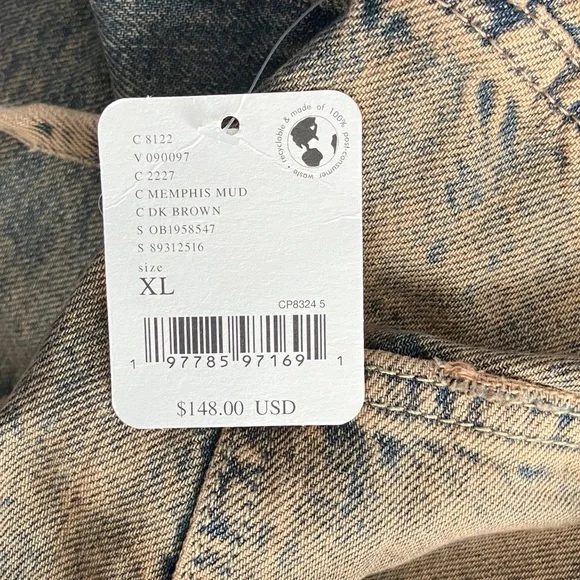 recyclable & made of 100% post-consumer waste
C 8122
V 090097
C 2227
C MEMPHIS MUD
C DK BROWN
S OB1958547
S 89312516
size
XL
CP8324 5
1 97785 97169 1
$148.00 USD